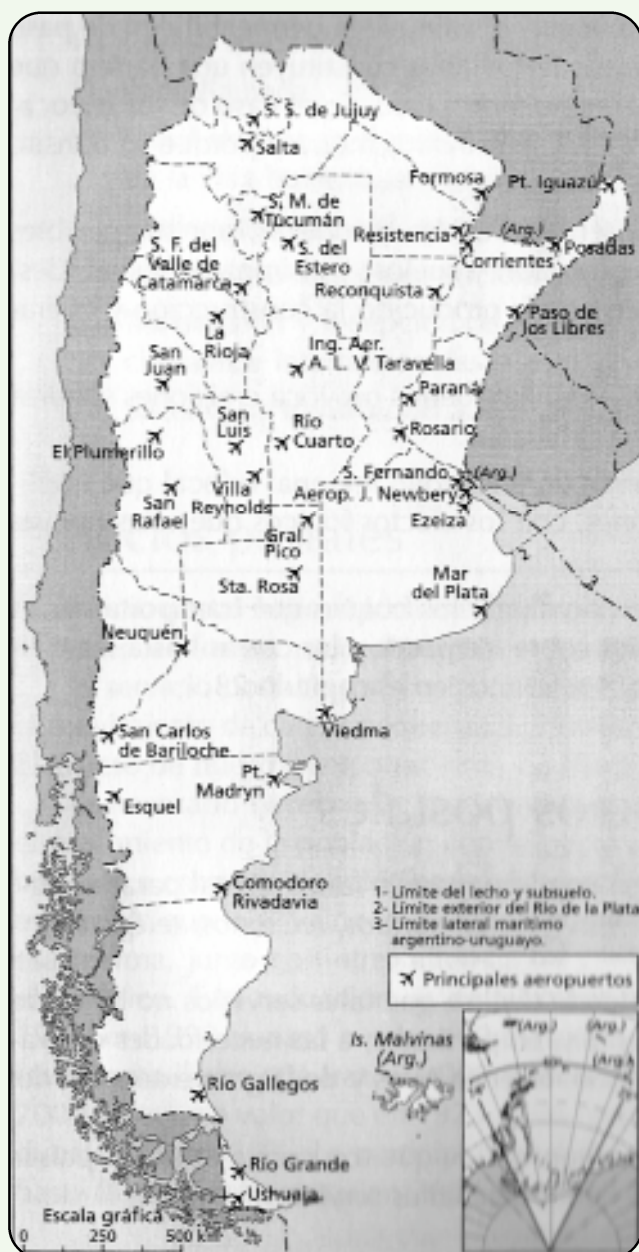 S. S. de Jujuy
Salta
Formosa
Pt. Iguazú
S. M. de
Tucumán
Resistencia
(Arg.)
Posadas
Corrientes
S. F. del
Valle de
Catamarca
S. del
Estero
Reconquista
Paso de
los Libres
La
Rioja
Ing. Aer.
A. L. V. Taravella
San
Juan
Paraná
San
Luis
Río
Cuarto
Rosario
El Plumerillo
S. Fernando
(Arg.)
Villa
Reynolds
Aerop. J. Newbery
San
Rafael
Ezeiza
Gral.
Pico
1
2
3
Sta. Rosa
Mar
del Plata
Neuquén
Viedma
San Carlos
de Bariloche
Pt.
Madryn
Esquel
Comodoro
Rivadavia
1- Límite del lecho y subsuelo.
2- Límite exterior del Río de la Plata
3- Límite lateral marítimo
argentino-uruguayo.
Principales aeropuertos
Is. Malvinas
(Arg.)
(Arg.)
(Arg.)
(Arg.)
Río Gallegos
Río Grande
Ushuaia
Escala gráfica
0 250 500 km